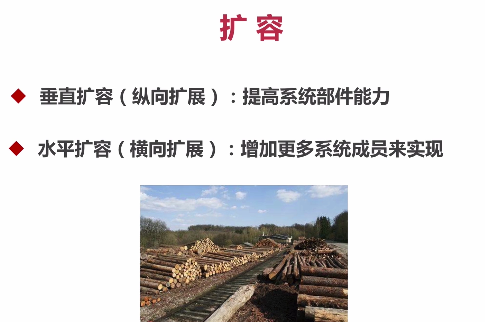 扩 容
垂直扩容（纵向扩展）：提高系统部件能力
水平扩容（横向扩展）：增加更多系统成员来实现